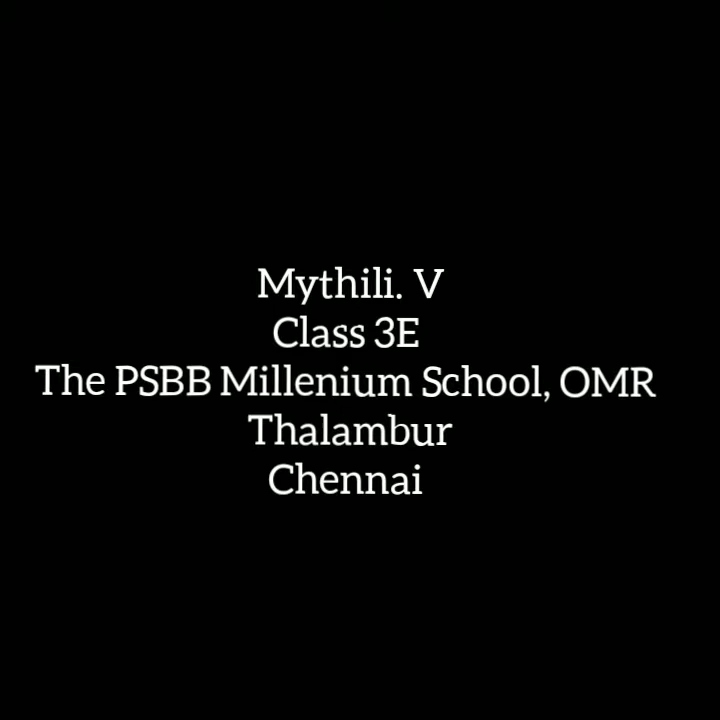 Mythili. V
Class 3E
The PSBB Millenium School, OMR
Thalambur
Chennai